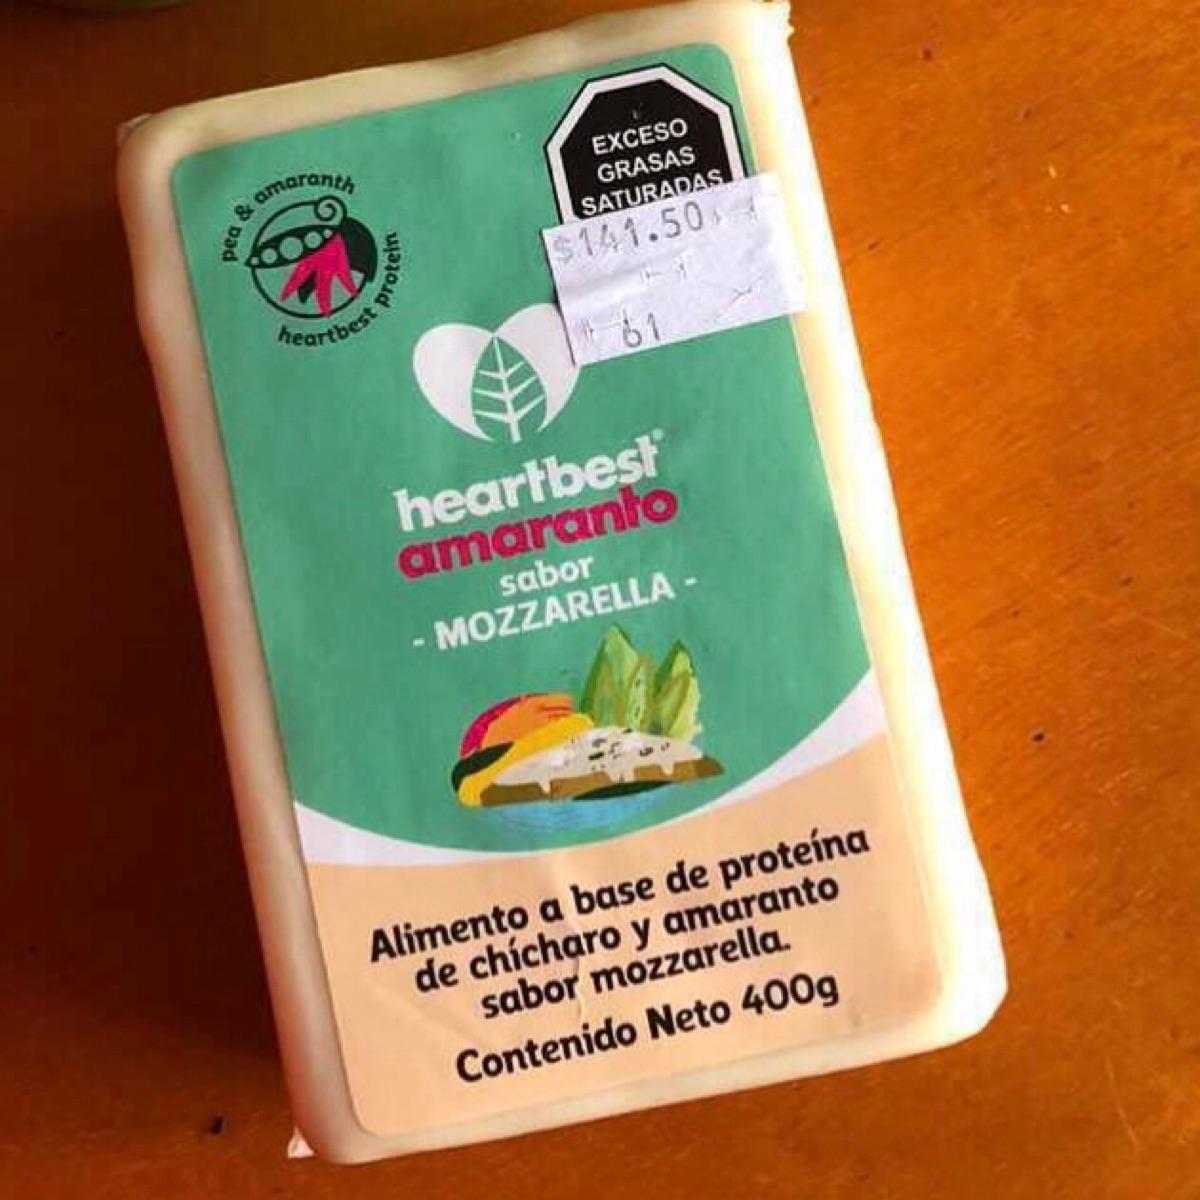 EXCESO
GRASAS
SATURADAS
$141.50
61
pea & amaranth
heartbest protein
heartbest®
amaranto
sabor
- MOZZARELLA -
Alimento a base de proteína
de chícharo y amaranto
sabor mozzarella.
Contenido Neto 400g